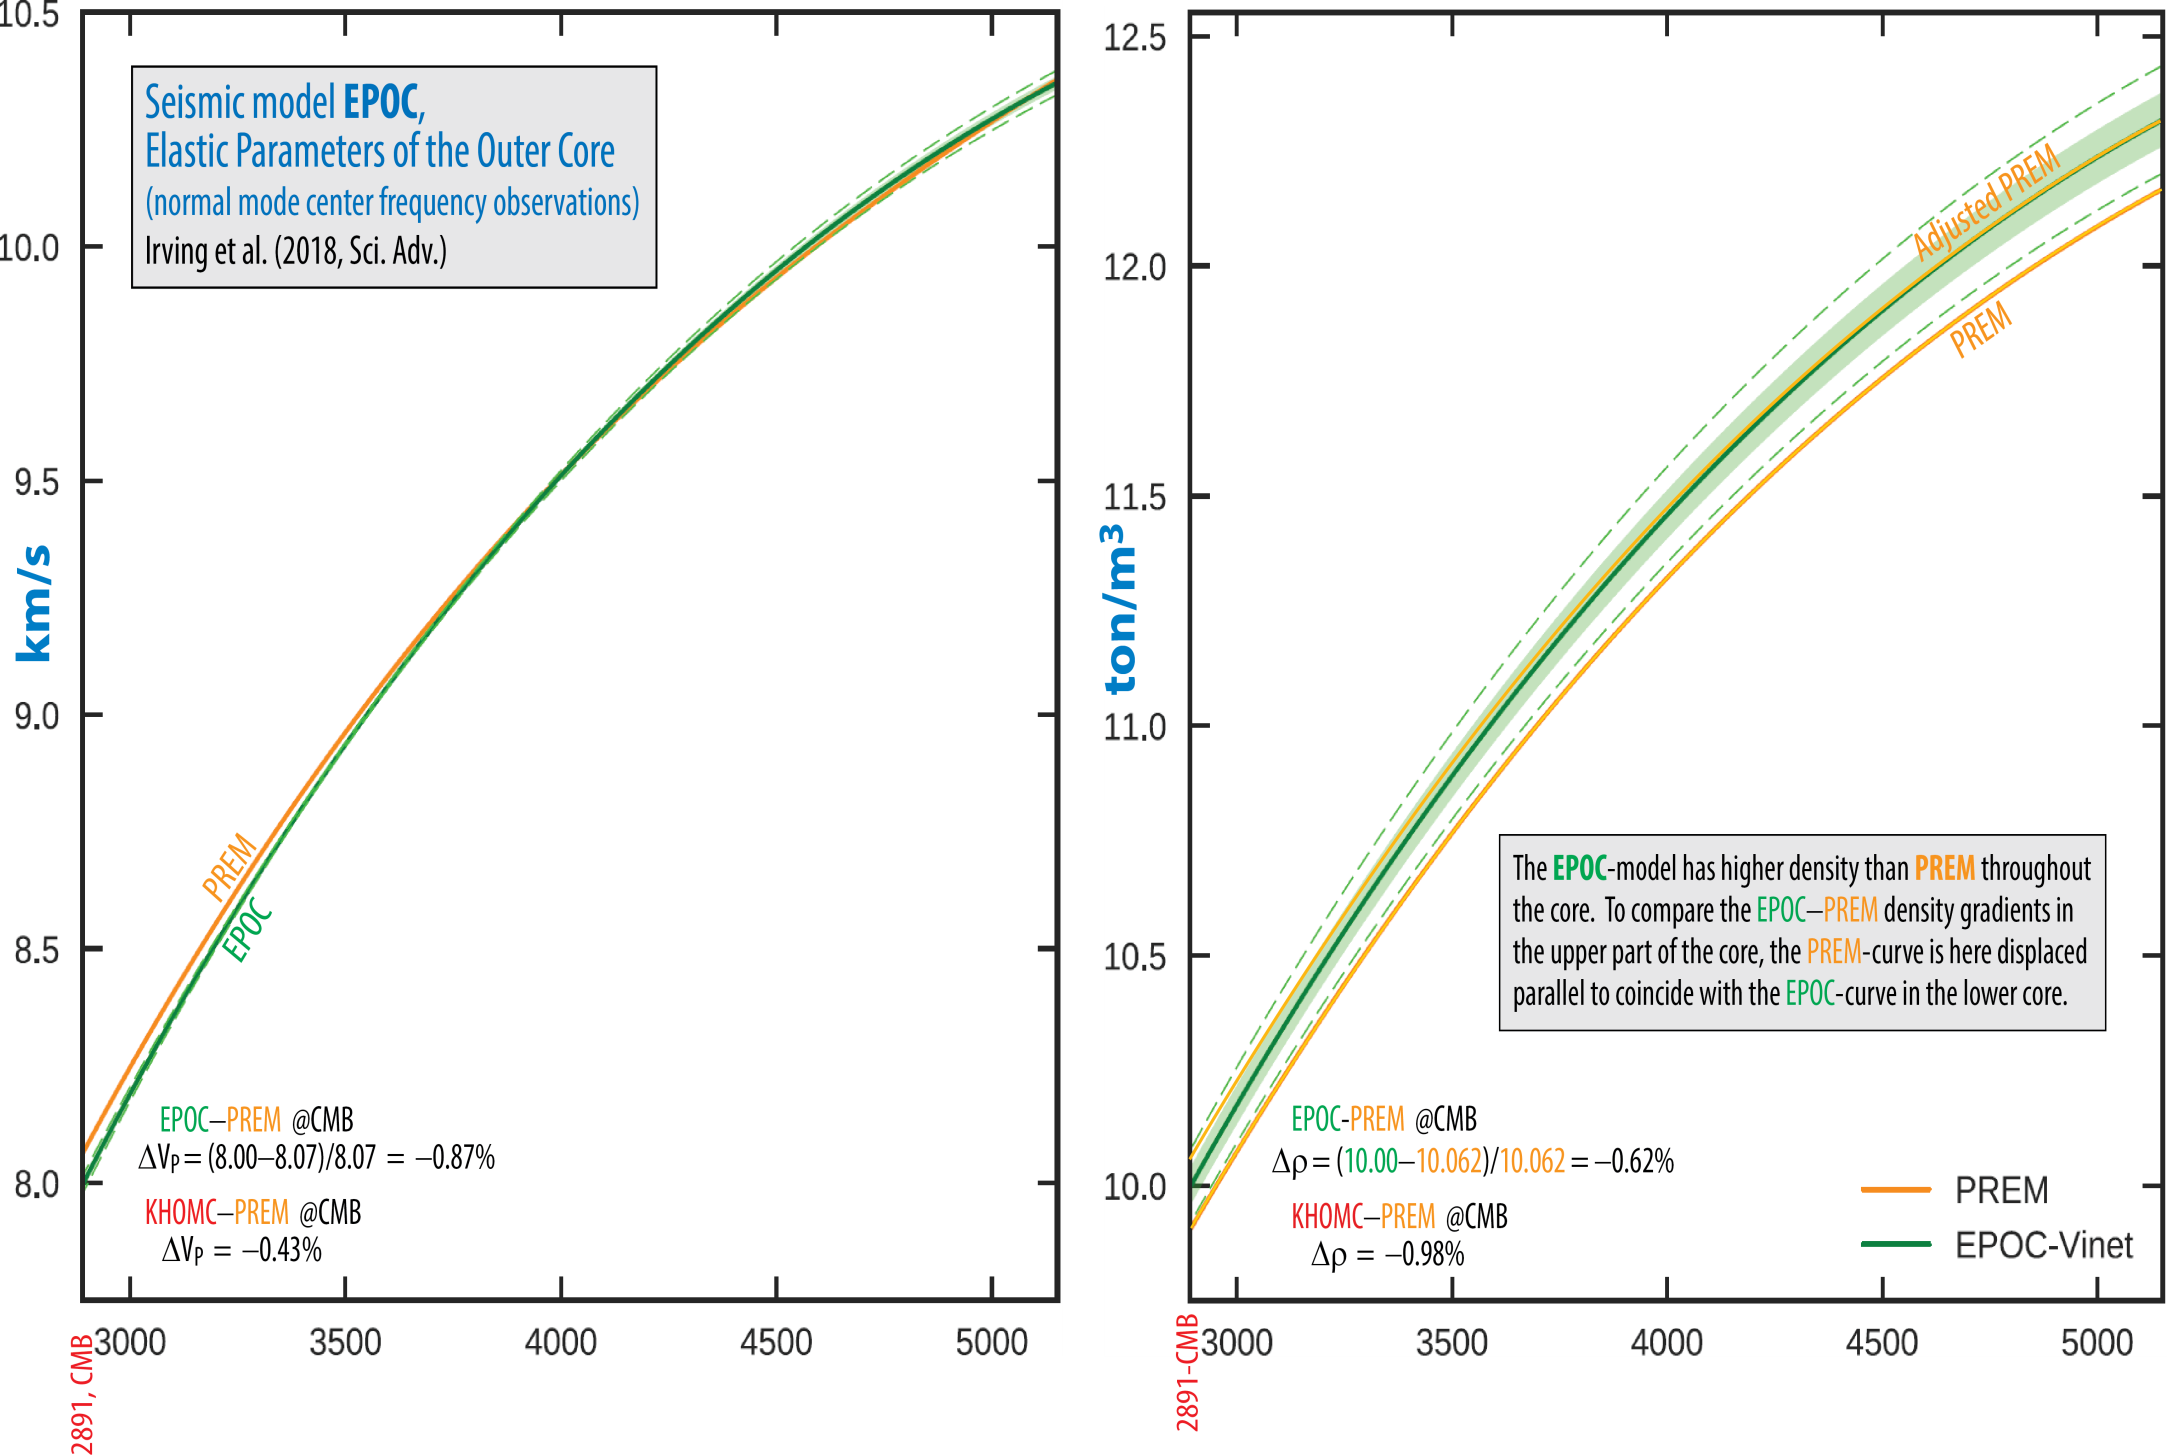 10.5
10.0
9.5
9.0
8.5
8.0
km/s
Seismic model EPOC,
Elastic Parameters of the Outer Core
(normal mode center frequency observations)
Irving et al. (2018, Sci. Adv.)
PREM
EPOC
EPOC–PREM @CMB
ΔVP = (8.00–8.07)/8.07 = –0.87%
KHOMC–PREM @CMB
ΔVP = –0.43%
2891, CMB
3000 3500 4000 4500 5000
12.5
12.0
11.5
11.0
10.5
10.0
ton/m³
Adjusted PREM
PREM
The EPOC-model has higher density than PREM throughout
the core. To compare the EPOC–PREM density gradients in
the upper part of the core, the PREM-curve is here displaced
parallel to coincide with the EPOC-curve in the lower core.
EPOC-PREM @CMB
Δρ = (10.00–10.062)/10.062 = –0.62%
KHOMC–PREM @CMB
Δρ = –0.98%
PREM
EPOC-Vinet
2891-CMB
3000 3500 4000 4500 5000